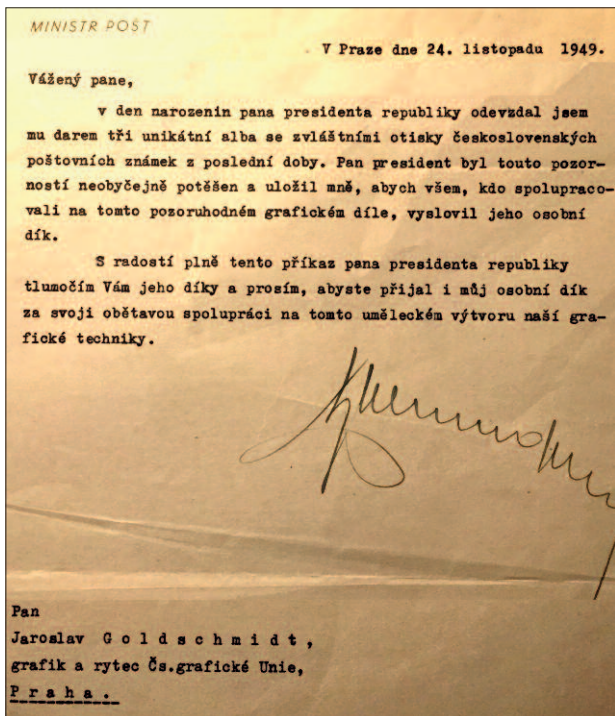 MINISTR POŠT
V Praze dne 24. listopadu 1949.
Vážený pane,
v den narozenin pana presidenta republiky odevzdal jsem
mu darem tři unikátní alba se zvláštními otisky československých
poštovních známek z poslední doby. Pan president byl touto pozor-
ností neobyčejně potěšen a uložil mně, abych všem, kdo spolupraco-
vali na tomto pozoruhodném grafickém díle, vyslovil jeho osobní
dík.
S radostí plně tento příkaz pana presidenta republiky
tlumočím Vám jeho díky a prosím, abyste přijal i můj osobní dík
za svoji obětavou spolupráci na tomto uměleckém výtvoru naší gra-
fické techniky.
Pan
Jaroslav G o l d s c h m i d t ,
grafik a rytec Čs.grafické Unie,
P r a h a .